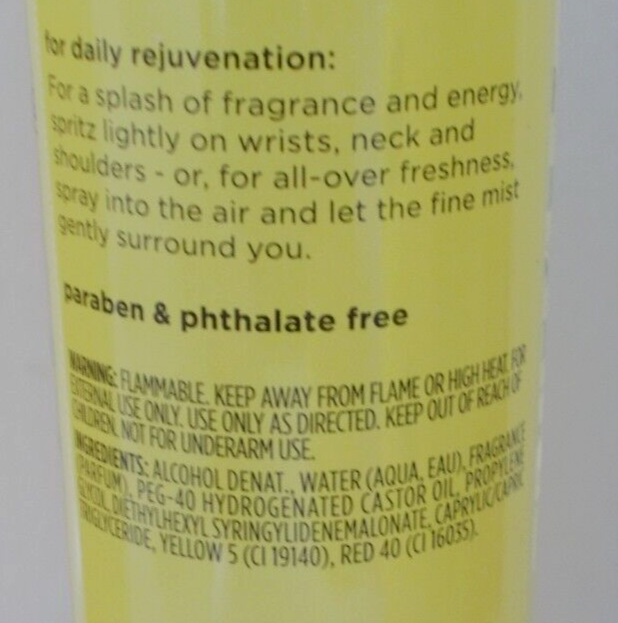 for daily rejuvenation:
For a splash of fragrance and energy,
spritz lightly on wrists, neck and
shoulders - or, for all-over freshness,
spray into the air and let the fine mist
gently surround you.
paraben & phthalate free
WARNING: FLAMMABLE. KEEP AWAY FROM FLAME OR HIGH HEAT. FOR
EXTERNAL USE ONLY. USE ONLY AS DIRECTED. KEEP OUT OF REACH OF
CHILDREN. NOT FOR UNDERARM USE.
INGREDIENTS: ALCOHOL DENAT., WATER (AQUA, EAU), FRAGRANCE
(PARFUM), PEG-40 HYDROGENATED CASTOR OIL, PROPYLENE
GLYCOL, DIETHYLHEXYL SYRINGYLIDENEMALONATE, CAPRYLIC/CAPRIC
TRIGLYCERIDE, YELLOW 5 (CI 19140), RED 40 (CI 16035).